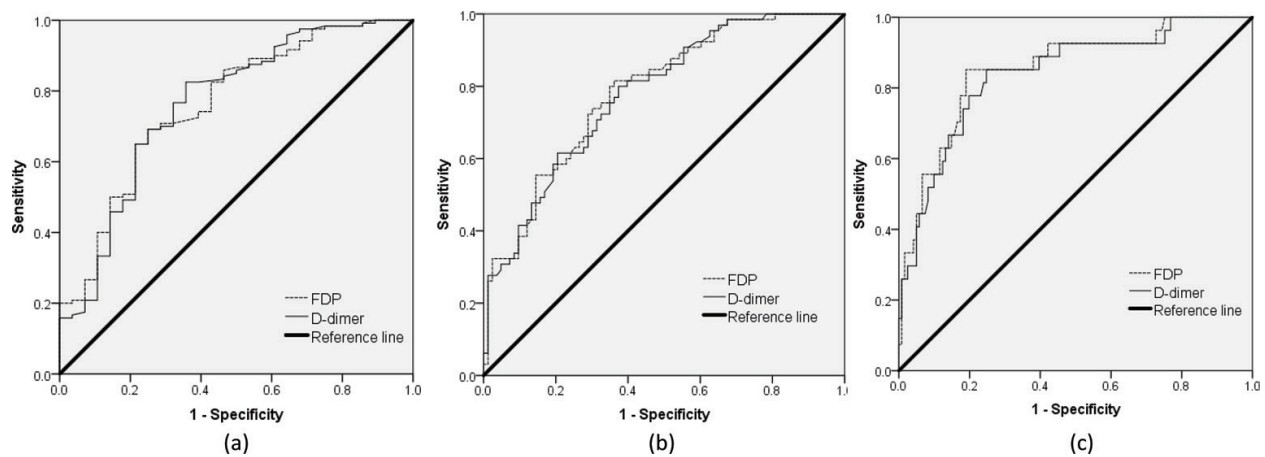 1.0
0.8
0.6
0.4
0.2
0.0
Sensitivity
FDP
D-dimer
Reference line
0.0 0.2 0.4 0.6 0.8 1.0
1 - Specificity
(a)
1.0
0.8
0.6
0.4
0.2
0.0
Sensitivity
FDP
D-dimer
Reference line
0.0 0.2 0.4 0.6 0.8 1.0
1 - Specificity
(b)
1.0
0.8
0.6
0.4
0.2
0.0
Sensitivity
FDP
D-dimer
Reference line
0.0 0.2 0.4 0.6 0.8 1.0
1 - Specificity
(c)